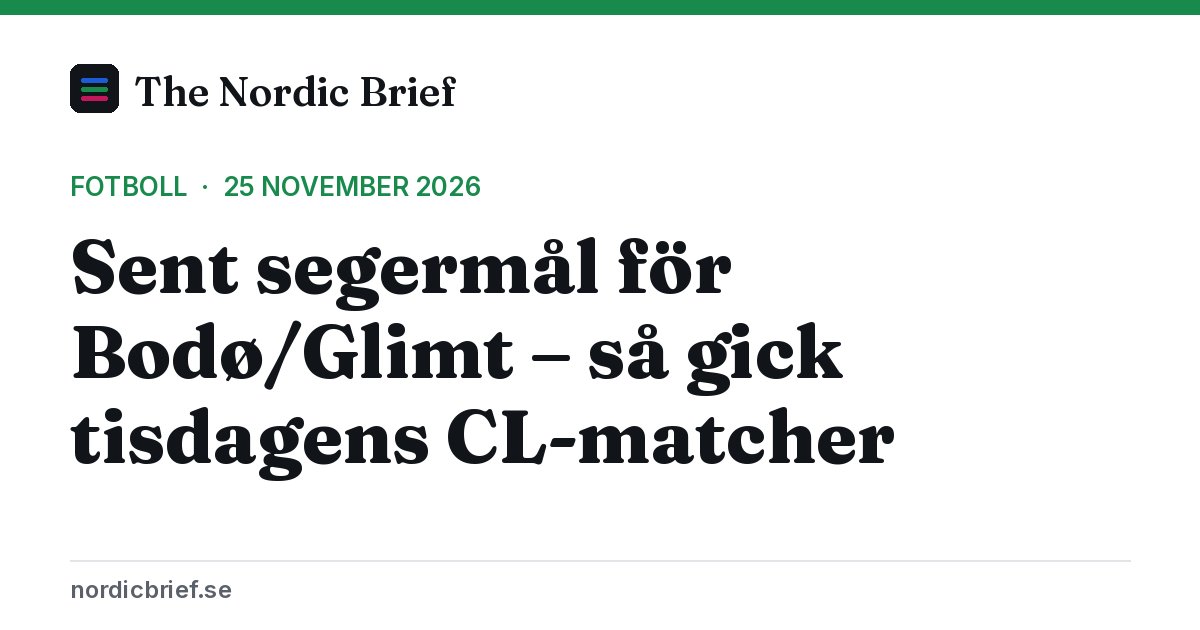 The Nordic Brief
FOTBOLL · 25 NOVEMBER 2026
Sent segermål för
Bodø/Glimt – så gick
tisdagens CL-matcher
nordicbrief.se